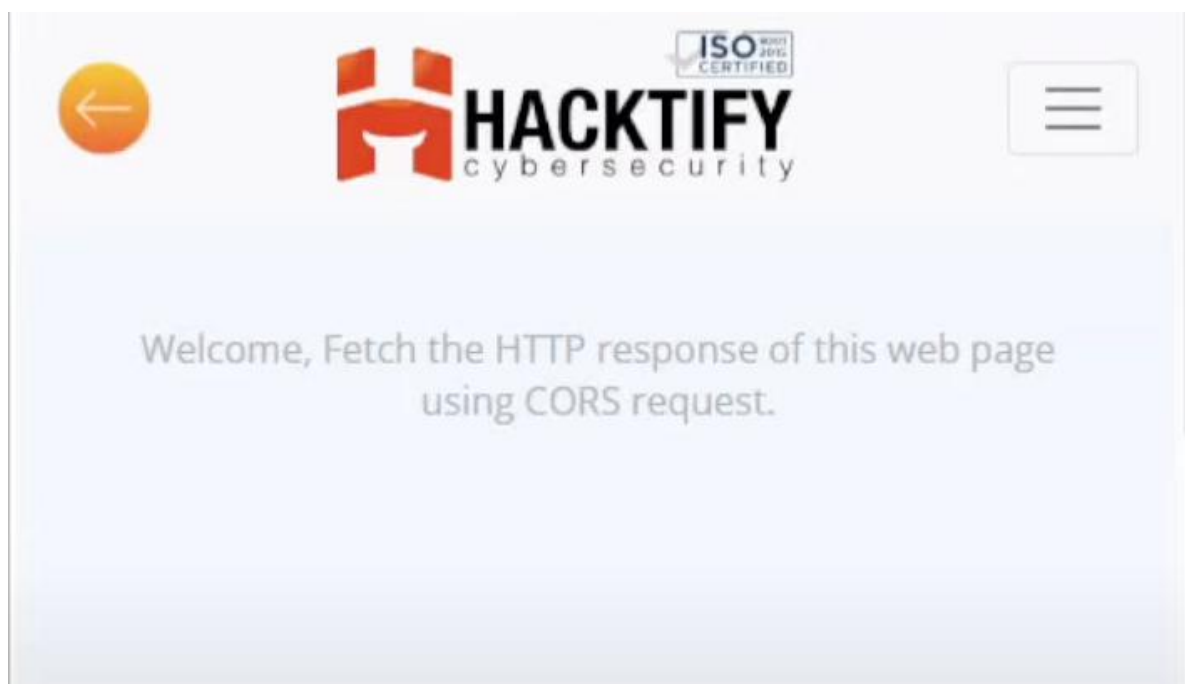 ISO
CERTIFIED
HACKTIFY
cybersecurity
Welcome, Fetch the HTTP response of this web page
using CORS request.